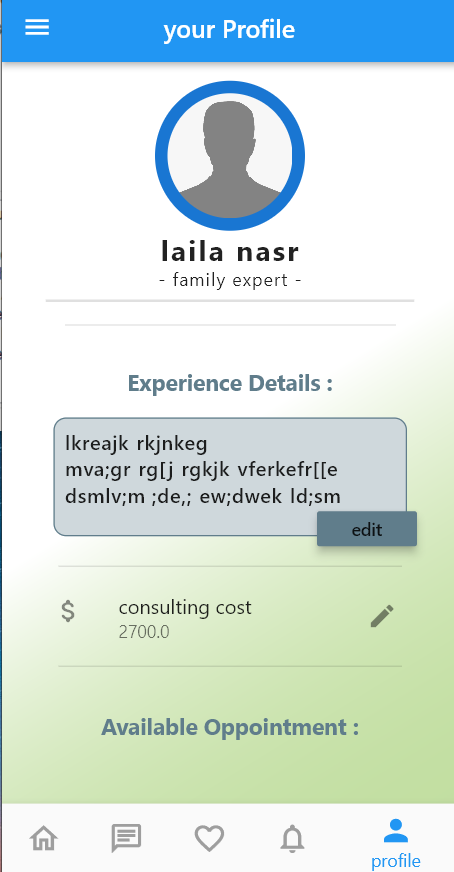 your Profile
laila nasr
- family expert -
Experience Details :
lkreajk rkjnkeg
mva;gr rg[j rgkjk vferkefr[[e
dsmlv;m ;de,; ew;dwek ld;sm
edit
$
consulting cost
2700.0
Available Oppointment :
profile